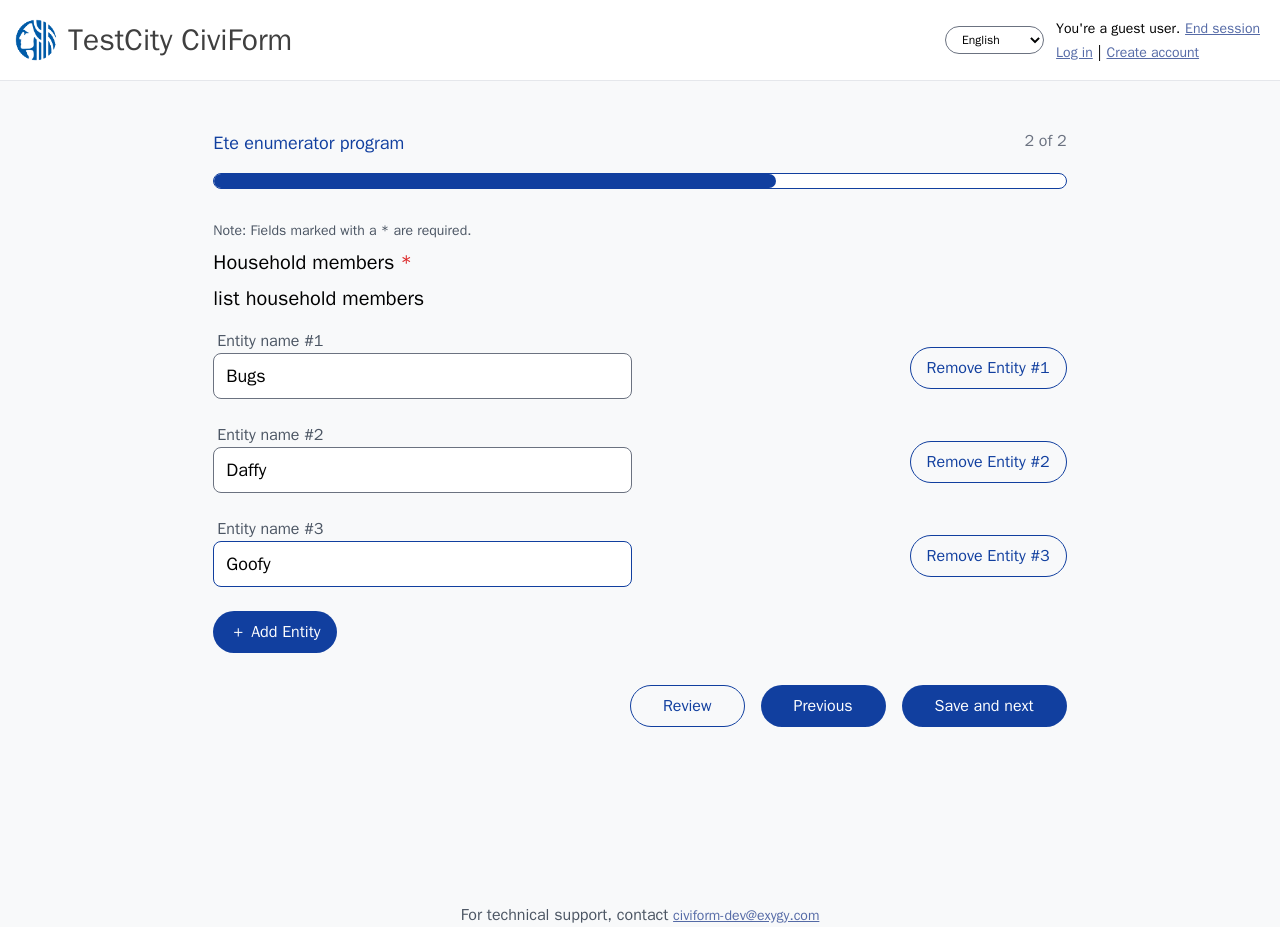 TestCity CiviForm
English
You're a guest user. End session
Log in | Create account
Ete enumerator program
2 of 2
Note: Fields marked with a * are required.
Household members *
list household members
Entity name #1
Bugs
Remove Entity #1
Entity name #2
Daffy
Remove Entity #2
Entity name #3
Goofy
Remove Entity #3
+ Add Entity
Review
Previous
Save and next
For technical support, contact civiform-dev@exygy.com